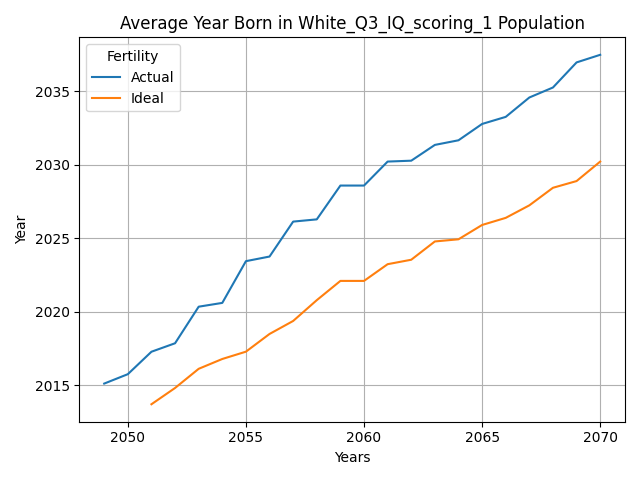 Average Year Born in White_Q3_IQ_scoring_1 Population
Fertility
Actual
Ideal
2035
2030
2025
2020
2015
Year
2050 2055 2060 2065 2070
Years